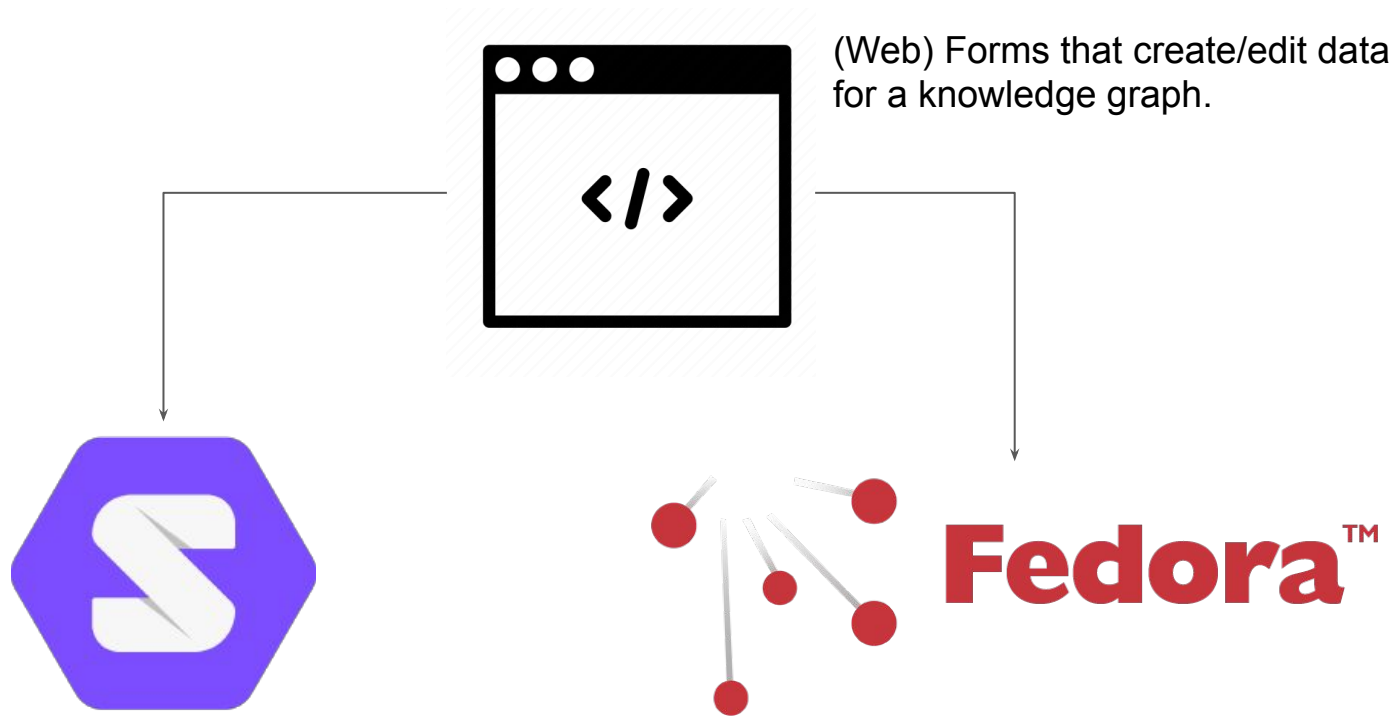 (Web) Forms that create/edit data
for a knowledge graph.
</>
S
Fedora™